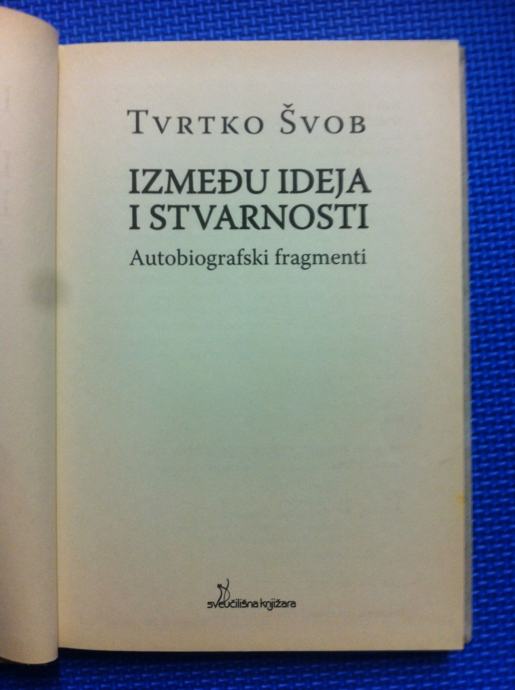 TVRTKO ŠVOB
IZMEĐU IDEJA
I STVARNOSTI
Autobiografski fragmenti
sveučilišna knjižara